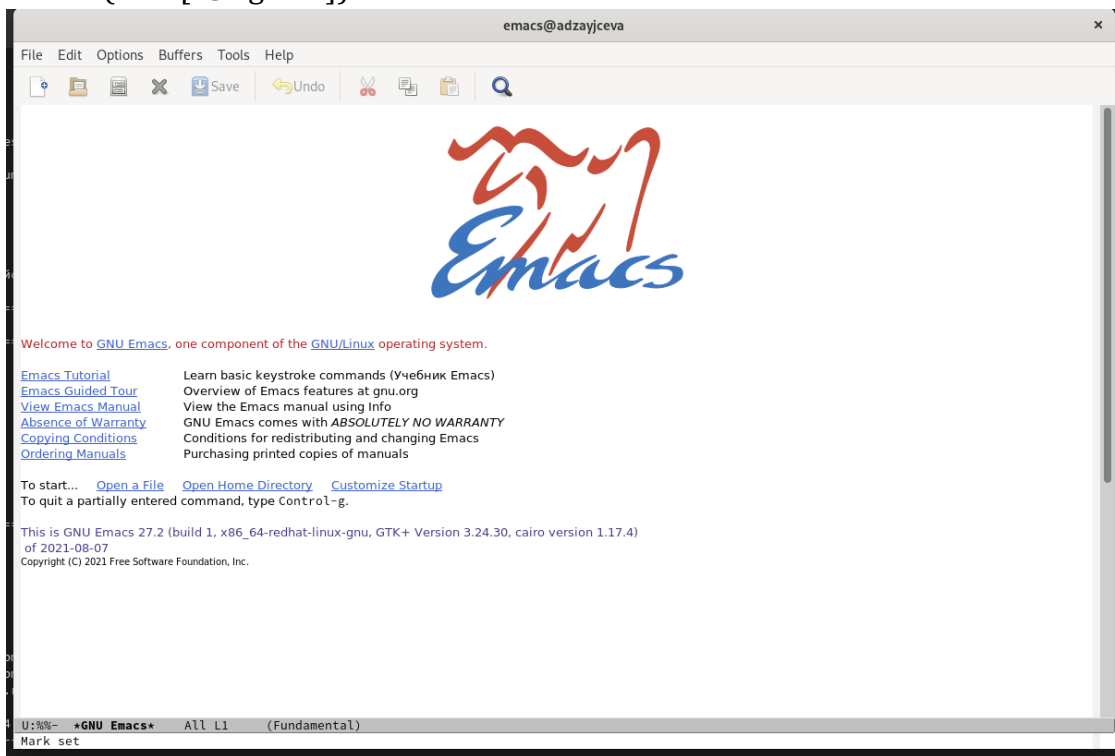 emacs@adzayjceva
File Edit Options Buffers Tools Help
Save Undo
Emacs
Welcome to GNU Emacs, one component of the GNU/Linux operating system.
Emacs Tutorial Learn basic keystroke commands (Учебник Emacs)
Emacs Guided Tour Overview of Emacs features at gnu.org
View Emacs Manual View the Emacs manual using Info
Absence of Warranty GNU Emacs comes with ABSOLUTELY NO WARRANTY
Copying Conditions Conditions for redistributing and changing Emacs
Ordering Manuals Purchasing printed copies of manuals
To start... Open a File Open Home Directory Customize Startup
To quit a partially entered command, type Control-g.
This is GNU Emacs 27.2 (build 1, x86_64-redhat-linux-gnu, GTK+ Version 3.24.30, cairo version 1.17.4)
of 2021-08-07
Copyright (C) 2021 Free Software Foundation, Inc.
U:%%- *GNU Emacs* All L1 (Fundamental)
Mark set